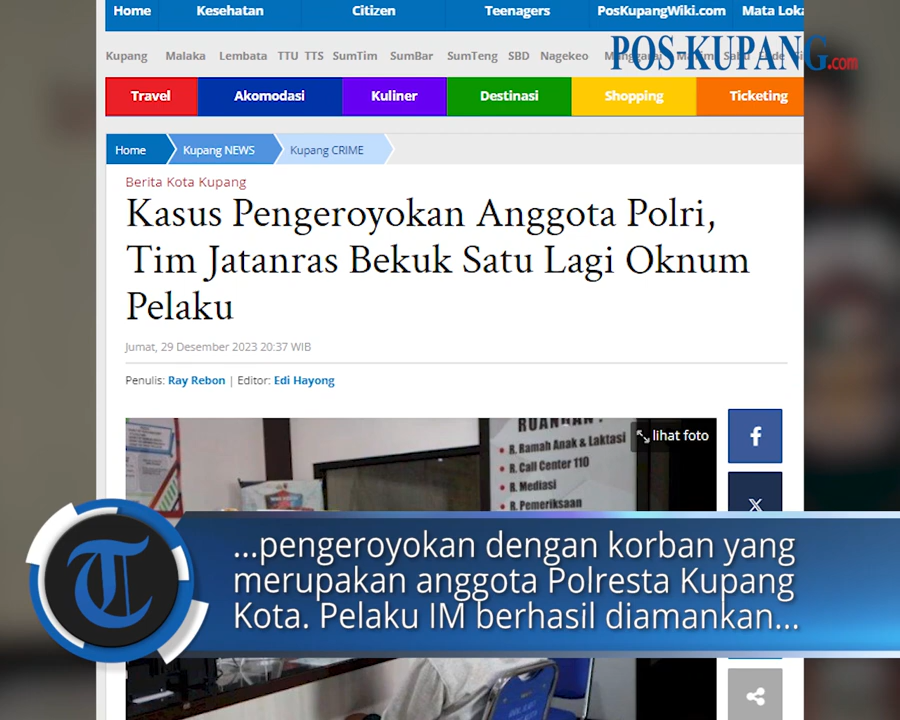 Home Kesehatan Citizen Teenagers PosKupangWiki.com Mata Loka
Kupang Malaka Lembata TTU TTS SumTim SumBar SumTeng SBD Nagekeo
POS-KUPANG.com
Travel Akomodasi Kuliner Destinasi Shopping Ticketing
Home Kupang NEWS Kupang CRIME
Berita Kota Kupang
Kasus Pengeroyokan Anggota Polri,
Tim Jatanras Bekuk Satu Lagi Oknum
Pelaku
Jumat, 29 Desember 2023 20:37 WIB
Penulis: Ray Rebon | Editor: Edi Hayong
lihat foto
• R. Ramah Anak & Laktasi
• R. Call Center 110
• R. Mediasi
• R. Pemeriksaan
...pengeroyokan dengan korban yang
merupakan anggota Polresta Kupang
Kota. Pelaku IM berhasil diamankan...